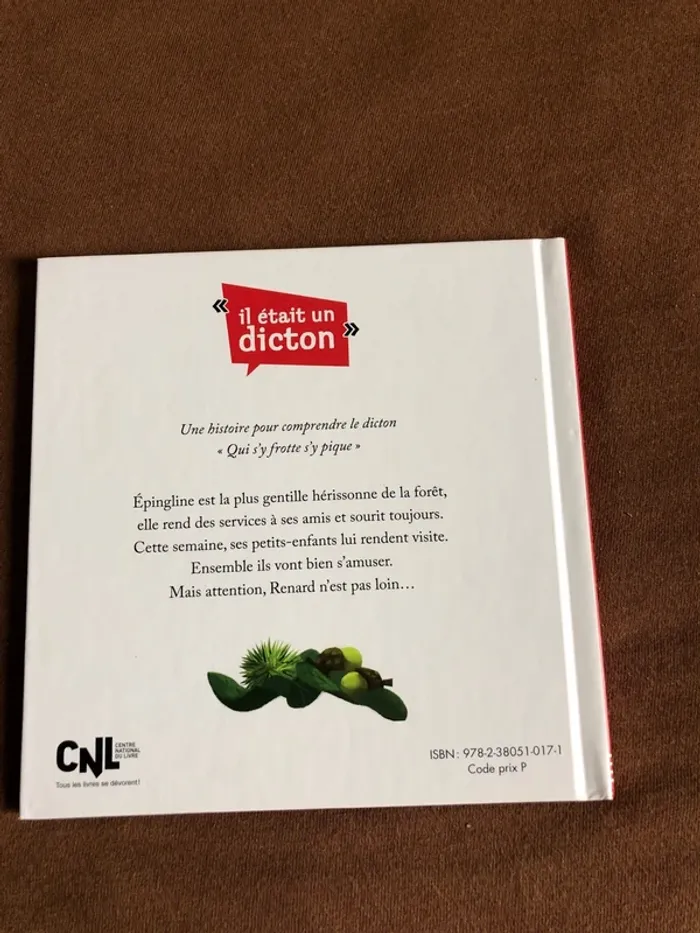 « il était un
dicton »
Une histoire pour comprendre le dicton
« Qui s'y frotte s'y pique »
Épingline est la plus gentille hérissonne de la forêt,
elle rend des services à ses amis et sourit toujours.
Cette semaine, ses petits-enfants lui rendent visite.
Ensemble ils vont bien s'amuser.
Mais attention, Renard n'est pas loin…
CNL CENTRE
NATIONAL
DU LIVRE
Tous les livres se dévorent!
ISBN : 978-2-38051-017-1
Code prix P